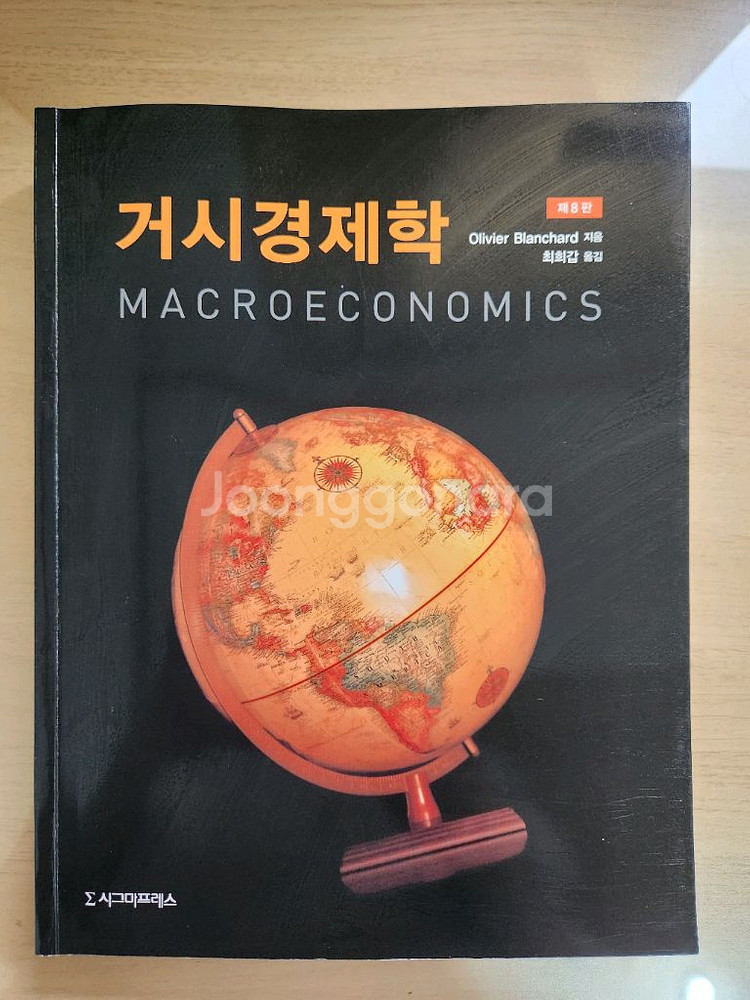 거시경제학
제8판
Olivier Blanchard 지음
최희갑 옮김
MACROECONOMICS
Joonggonara
Σ 시그마프레스